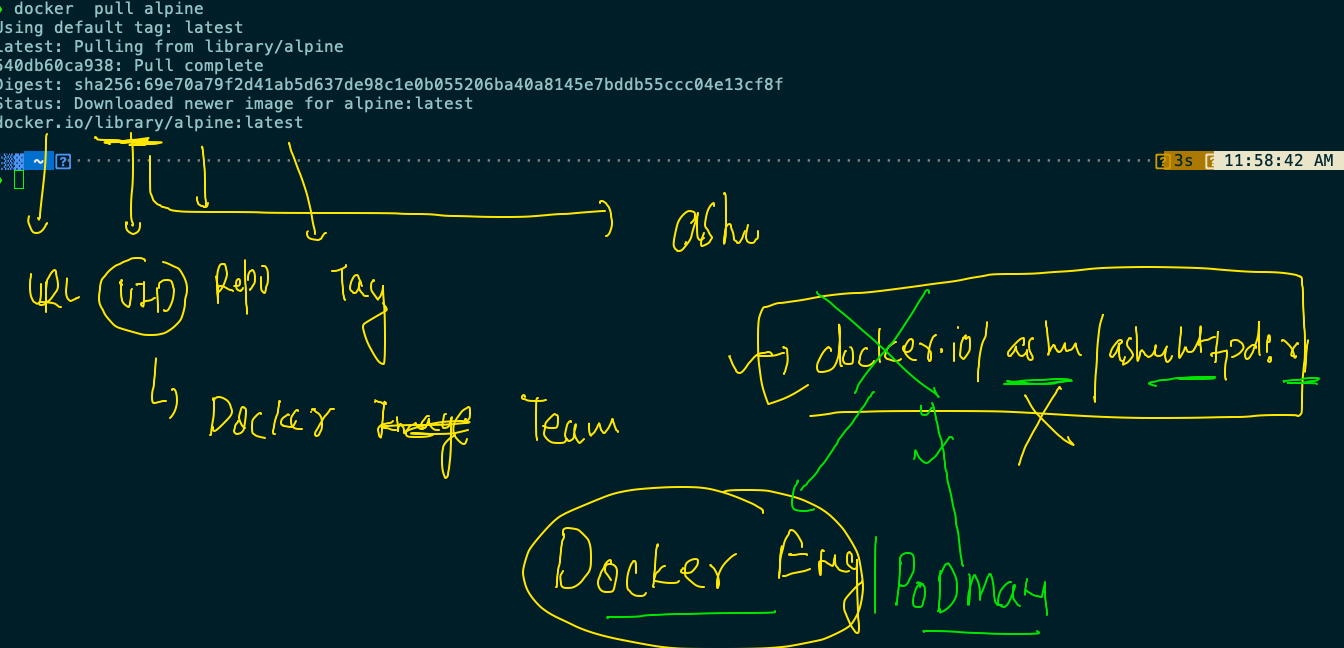 docker  pull alpine
Using default tag: latest
latest: Pulling from library/alpine
540db60ca938: Pull complete
Digest: sha256:69e70a79f2d41ab5d637de98c1e0b055206ba40a8145e7bddb55ccc04e13cf8f
Status: Downloaded newer image for alpine:latest
docker.io/library/alpine:latest
~ 3s 11:58:42 AM
ashu
URL UID Repo Tag
docker.io/ashu/ashuhttpd:v1
Docker Image Team
Docker Eng | PoDman